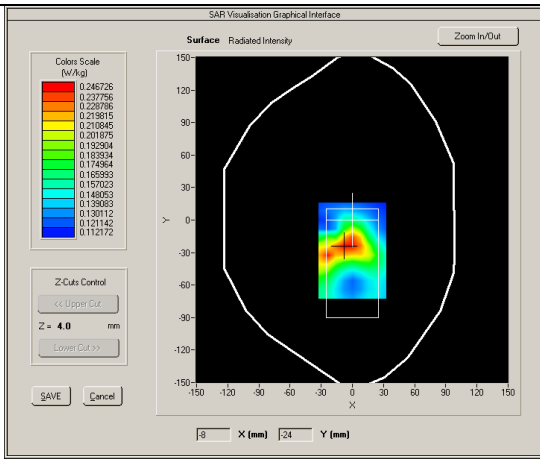 SAR Visualisation Graphical Interface
Surface Radiated Intensity
Zoom In/Out
Colors Scale
(W/kg)
0.246726
0.237756
0.228786
0.219815
0.210845
0.201875
0.192904
0.183934
0.174964
0.165993
0.157023
0.148053
0.139083
0.130112
0.121142
0.112172
Z-Cuts Control
<< Upper Cut
Z = 4.0 mm
Lower Cut >>
SAVE Cancel
150
120
90
60
30
0
-30
-60
-90
-120
-150
Y
-150 -120 -90 -60 -30 0 30 60 90 120 150
X
-8 X (mm) -24 Y (mm)